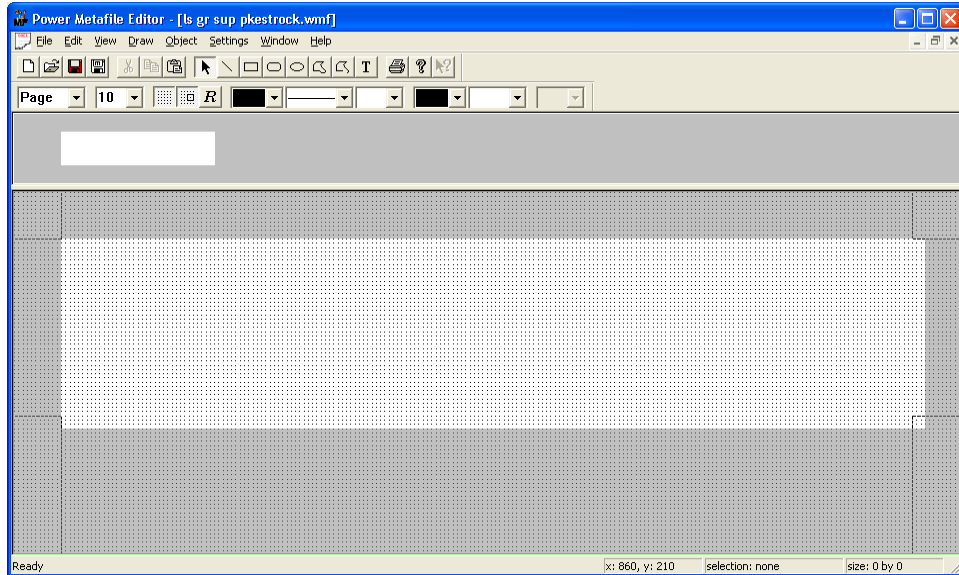 Power Metafile Editor - [ls gr sup pkestrock.wmf]
File Edit View Draw Object Settings Window Help
T
Page 10 R
Ready x: 860, y: 210 selection: none size: 0 by 0